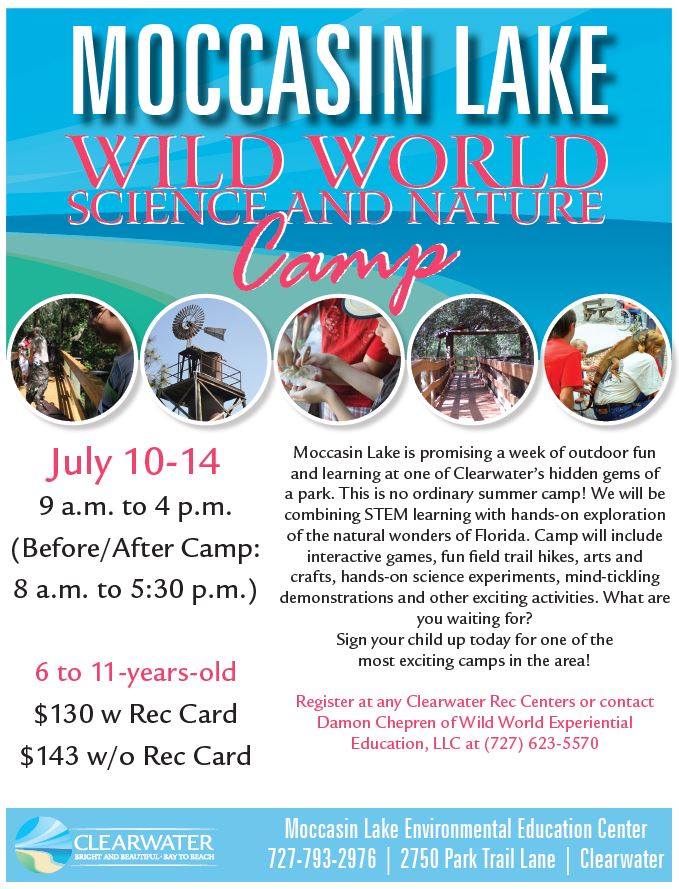 MOCCASIN LAKE
WILD WORLD
SCIENCE AND NATURE
Camp
July 10-14
9 a.m. to 4 p.m.
(Before/After Camp:
8 a.m. to 5:30 p.m.)
6 to 11-years-old
$130 w Rec Card
$143 w/o Rec Card
Moccasin Lake is promising a week of outdoor fun
and learning at one of Clearwater's hidden gems of
a park. This is no ordinary summer camp! We will be
combining STEM learning with hands-on exploration
of the natural wonders of Florida. Camp will include
interactive games, fun field trail hikes, arts and
crafts, hands-on science experiments, mind-tickling
demonstrations and other exciting activities. What are
you waiting for?
Sign your child up today for one of the
most exciting camps in the area!
Register at any Clearwater Rec Centers or contact
Damon Chepren of Wild World Experiential
Education, LLC at (727) 623-5570
CLEARWATER
BRIGHT AND BEAUTIFUL • BAY TO BEACH
Moccasin Lake Environmental Education Center
727-793-2976 | 2750 Park Trail Lane | Clearwater